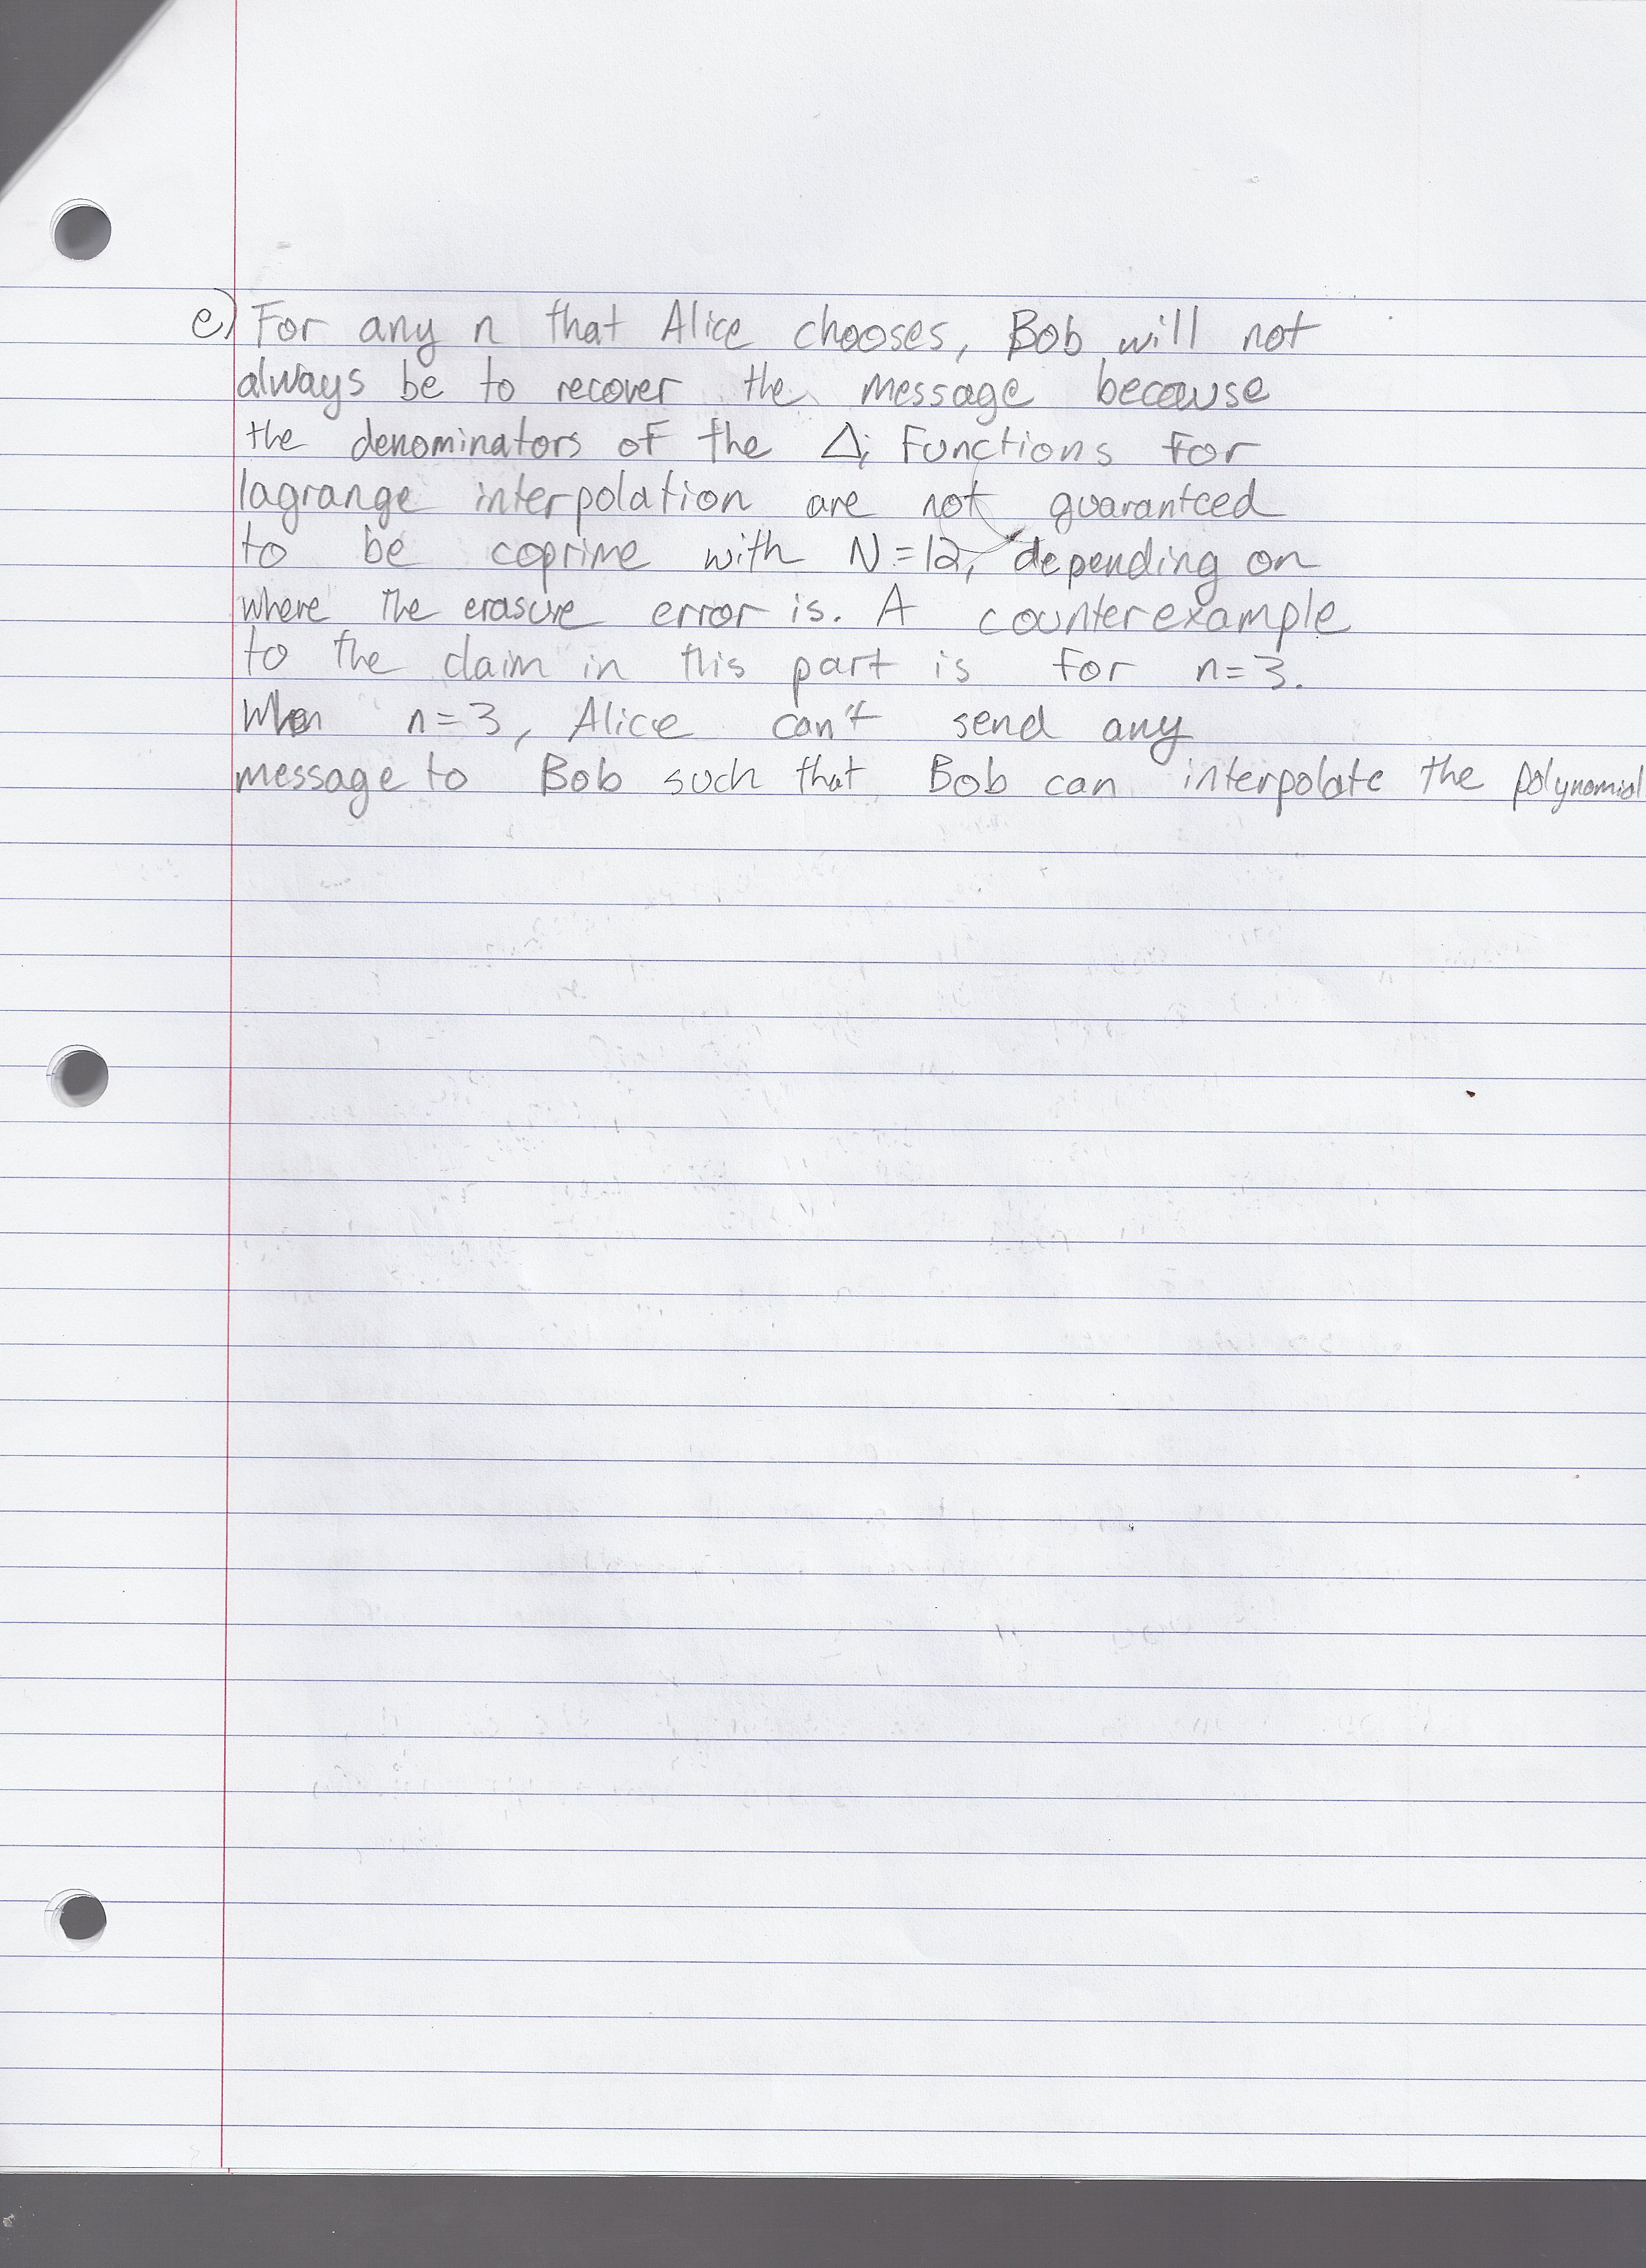 e) For any n that Alice chooses, Bob will not
always be to recover the message because
the denominators of the Δi functions for
lagrange interpolation are not guaranteed
to be coprime with N=12, depending on
where the erasure error is. A counterexample
to the claim in this part is for n=3.
When n=3, Alice can't send any
message to Bob such that Bob can interpolate the polynomial